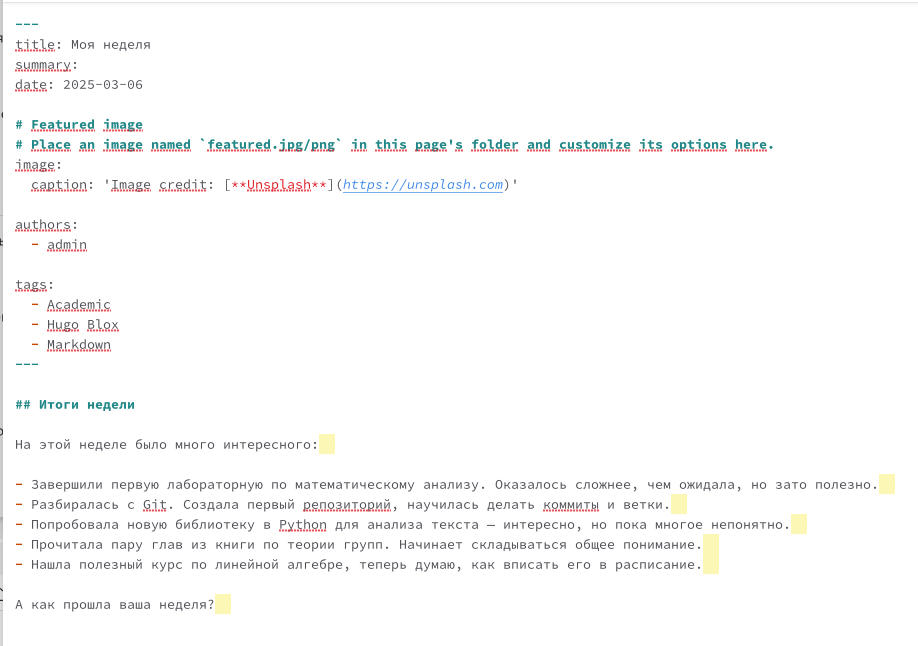 ---
title: Моя неделя
summary:
date: 2025-03-06

# Featured image
# Place an image named `featured.jpg/png` in this page's folder and customize its options here.
image:
  caption: 'Image credit: [**Unsplash**](https://unsplash.com)'

authors:
  - admin

tags:
  - Academic
  - Hugo Blox
  - Markdown
---

## Итоги недели

На этой неделе было много интересного:

- Завершили первую лабораторную по математическому анализу. Оказалось сложнее, чем ожидала, но зато полезно.
- Разбиралась с Git. Создала первый репозиторий, научилась делать коммиты и ветки.
- Попробовала новую библиотеку в Python для анализа текста — интересно, но пока многое непонятно.
- Прочитала пару глав из книги по теории групп. Начинает складываться общее понимание.
- Нашла полезный курс по линейной алгебре, теперь думаю, как вписать его в расписание.

А как прошла ваша неделя?